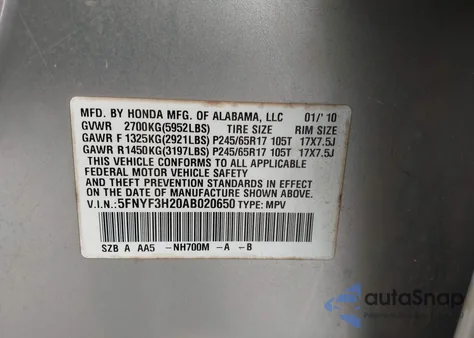 MFD. BY HONDA MFG. OF ALABAMA, LLC 01/'10
GVWR 2700KG(5952LBS) TIRE SIZE RIM SIZE
GAWR F 1325KG(2921LBS) P245/65R17 105T 17X7.5J
GAWR R1450KG(3197LBS) P245/65R17 105T 17X7.5J
THIS VEHICLE CONFORMS TO ALL APPLICABLE
FEDERAL MOTOR VEHICLE SAFETY
AND THEFT PREVENTION STANDARDS IN EFFECT
ON THE DATE OF MANUFACTURE SHOWN ABOVE.
V.I.N.: 5FNYF3H20AB020650 TYPE: MPV
SZB A AA5 -NH700M -A -B
autoSnap